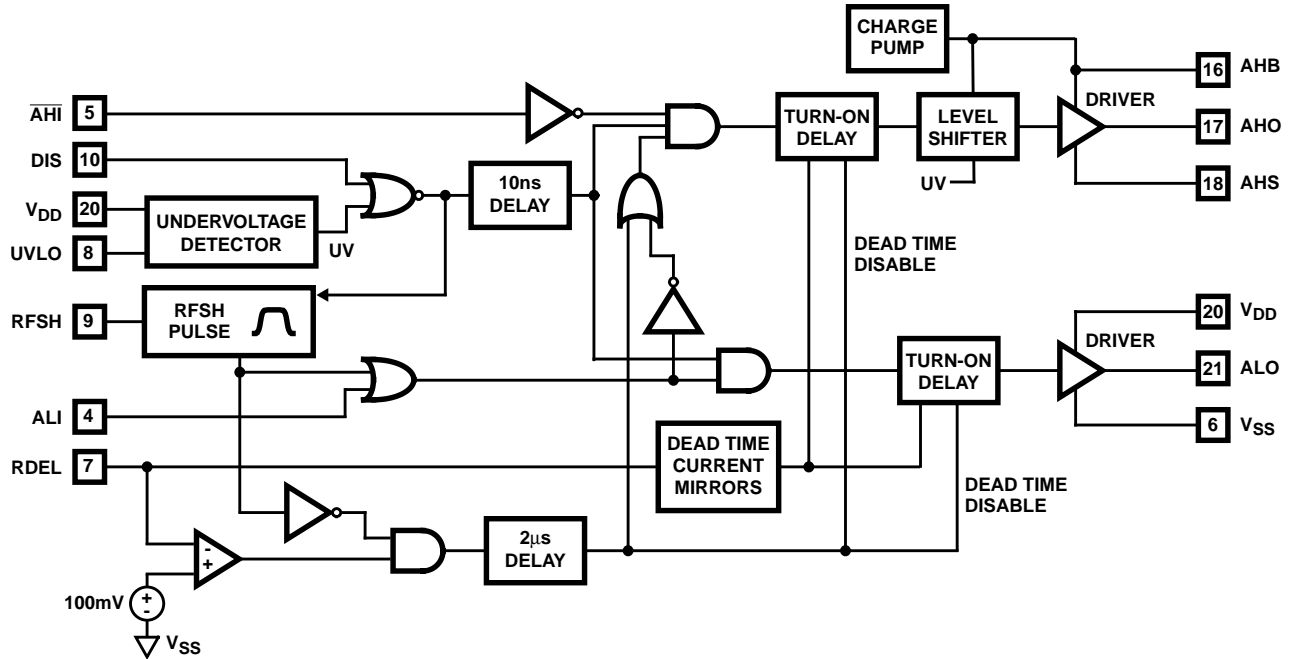 CHARGE
PUMP
16 AHB
AHI 5
DRIVER
TURN-ON
DELAY
LEVEL
SHIFTER
17 AHO
DIS 10
10ns
DELAY
UV
18 AHS
VDD 20
UNDERVOLTAGE
DETECTOR
UV
UVLO 8
DEAD TIME
DISABLE
RFSH 9
RFSH
PULSE
20 VDD
DRIVER
TURN-ON
DELAY
21 ALO
ALI 4
6 VSS
RDEL 7
DEAD TIME
CURRENT
MIRRORS
DEAD TIME
DISABLE
2μs
DELAY
-
+
100mV
+
-
VSS